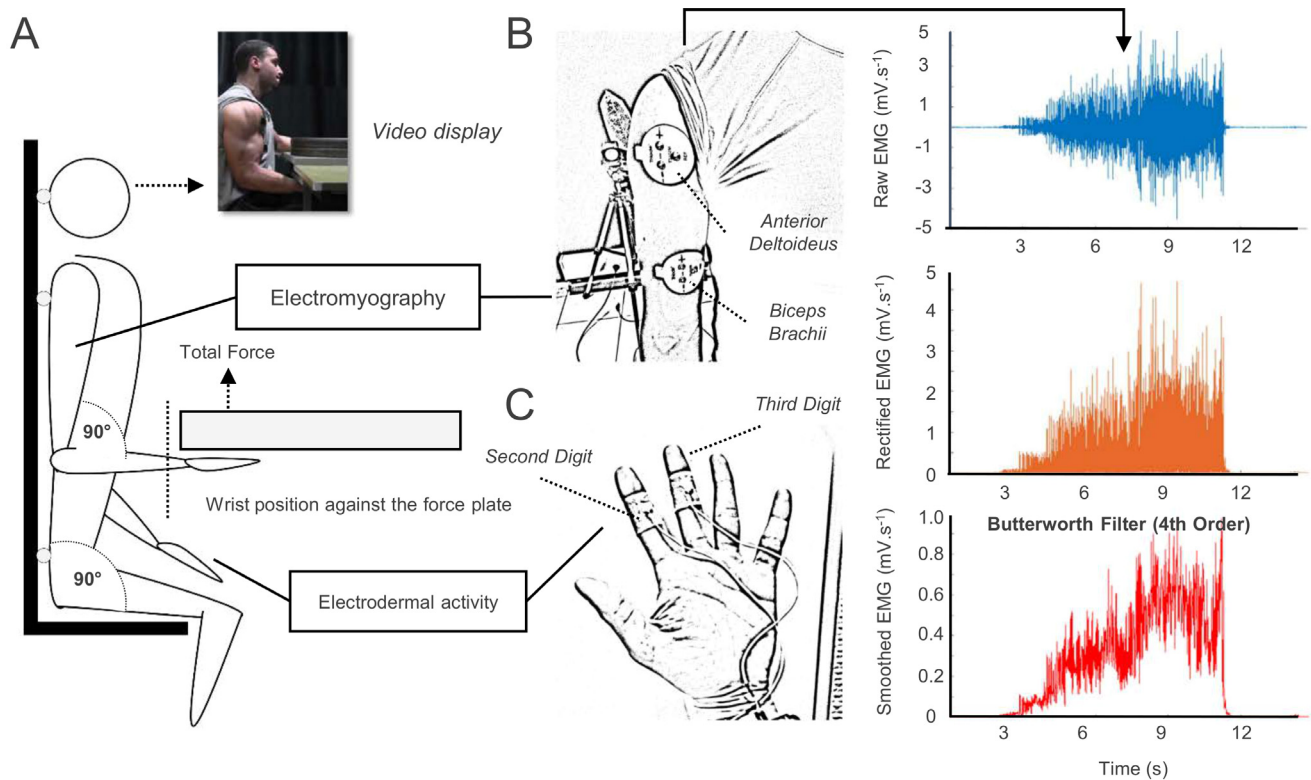 A
Video display
Electromyography
Total Force
90°
Wrist position against the force plate
90°
Electrodermal activity
B
Anterior
Deltoideus
Biceps
Brachii
C
Third Digit
Second Digit
Raw EMG (mV.s-1)
5
3
1
-1
-3
-5
3 6 9 12
Rectified EMG (mV.s-1)
5
4
3
2
1
0
3 6 9 12
Butterworth Filter (4th Order)
Smoothed EMG (mV.s-1)
1.0
0.8
0.6
0.4
0.2
0
3 6 9 12
Time (s)